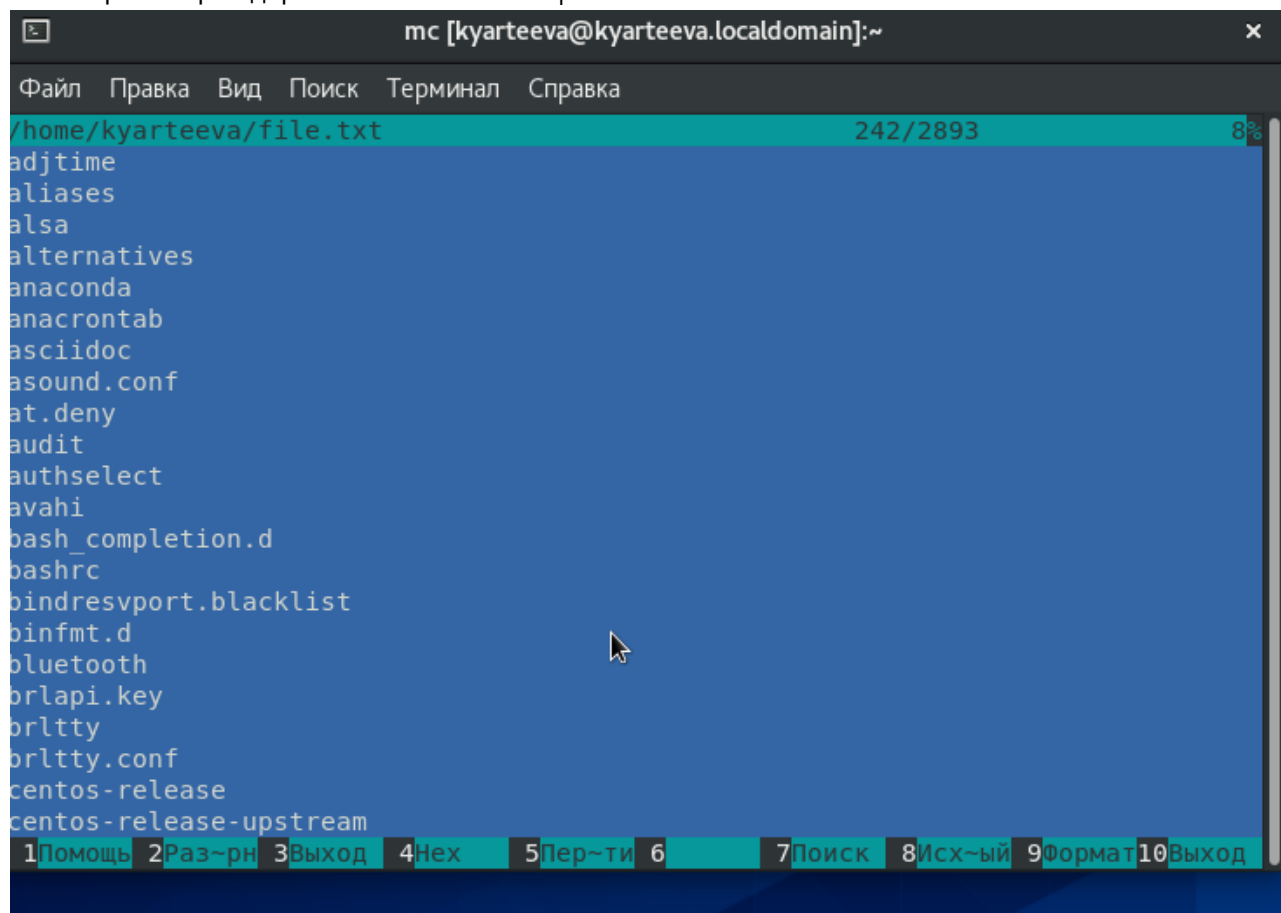 mc [kyarteeva@kyarteeva.localdomain]:~ ×
Файл Правка Вид Поиск Терминал Справка
/home/kyarteeva/file.txt 242/2893 8%
adjtime
aliases
alsa
alternatives
anaconda
anacrontab
asciidoc
asound.conf
at.deny
audit
authselect
avahi
bash_completion.d
bashrc
bindresvport.blacklist
binfmt.d
bluetooth
brlapi.key
brltty
brltty.conf
centos-release
centos-release-upstream
1Помощь 2Раз~рн 3Выход 4Hex 5Пер~ти 6 7Поиск 8Исх~ый 9Формат 10Выход